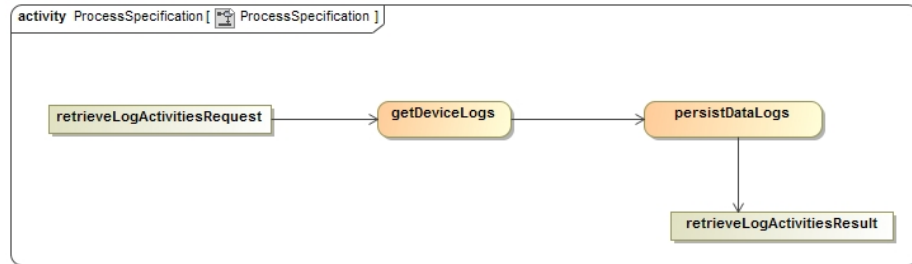 activity ProcessSpecification [ ProcessSpecification ]
retrieveLogActivitiesRequest
getDeviceLogs
persistDataLogs
retrieveLogActivitiesResult